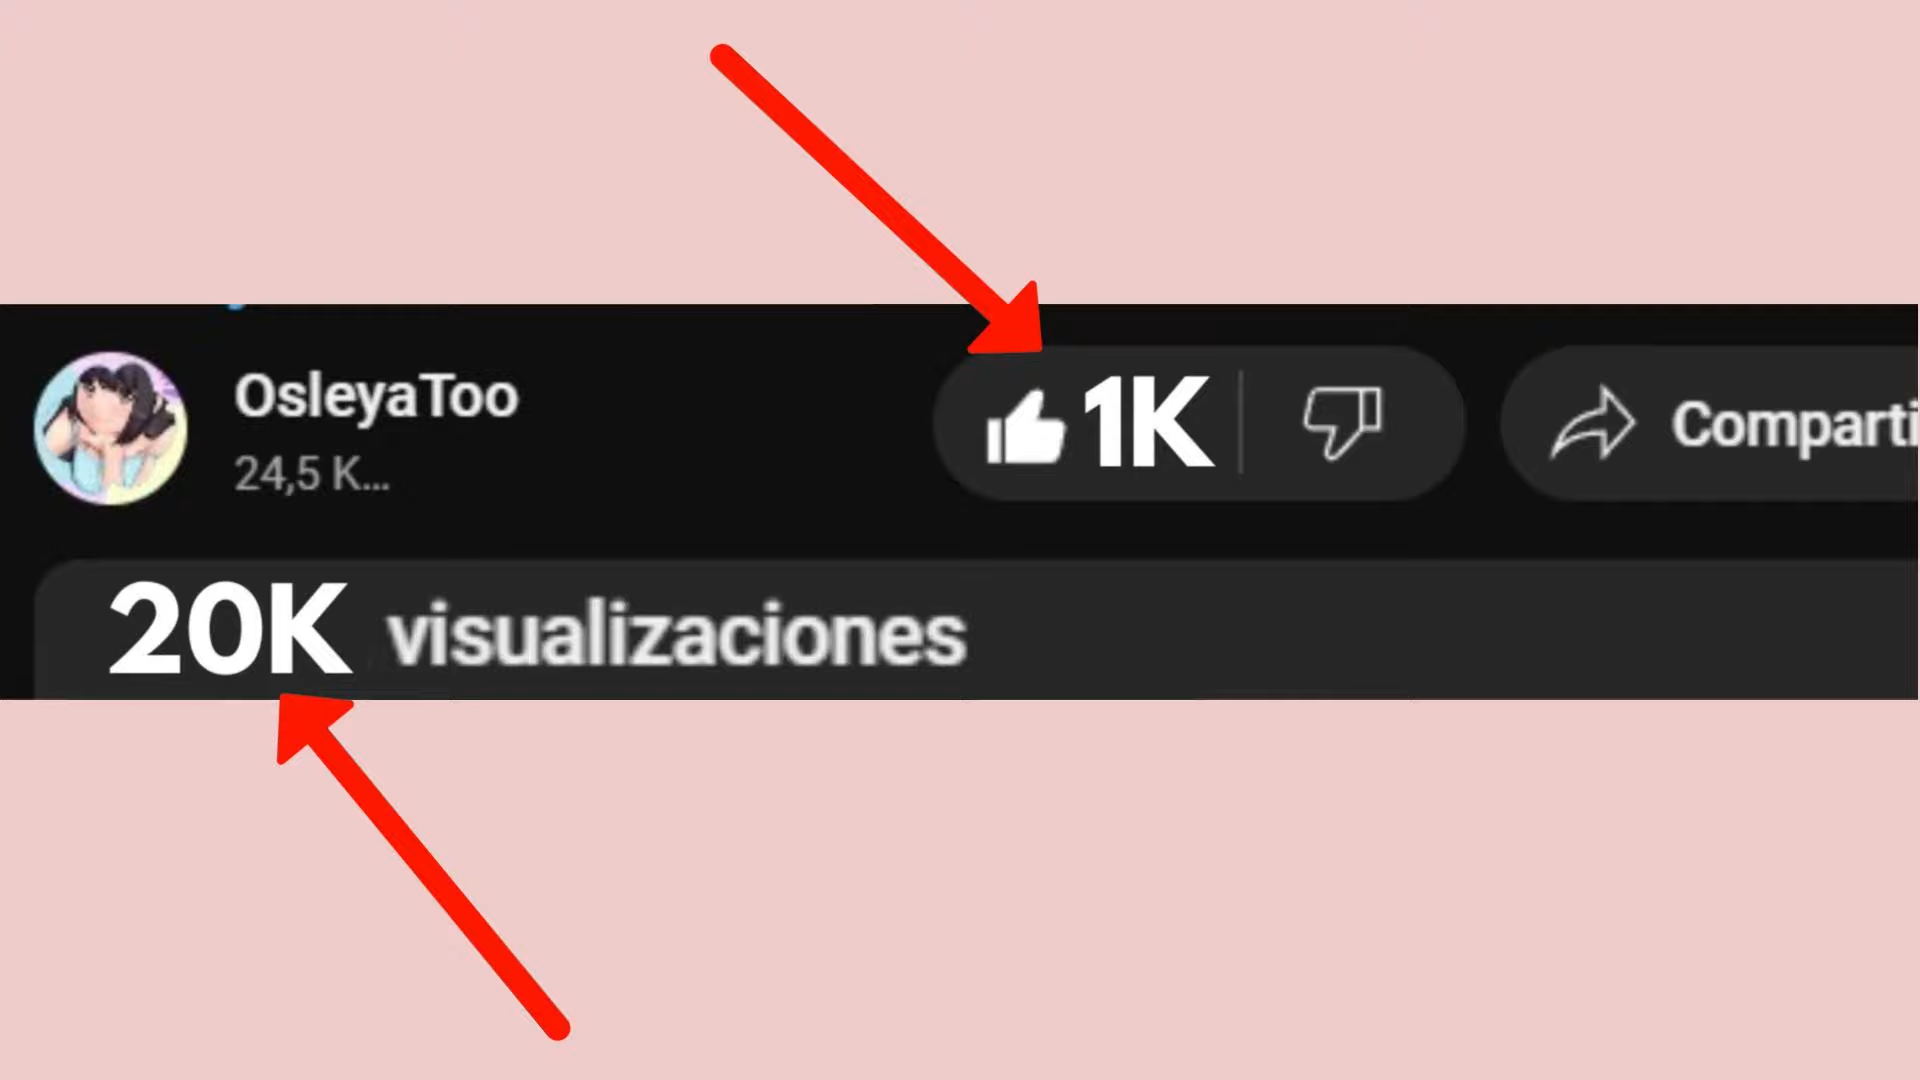 OsleyaToo
24,5 K...
1K
Comparti
20K visualizaciones